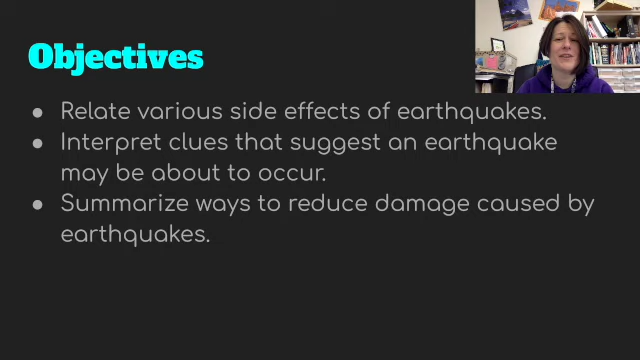 Objectives
● Relate various side effects of earthquakes.
● Interpret clues that suggest an earthquake
may be about to occur.
● Summarize ways to reduce damage caused by
earthquakes.